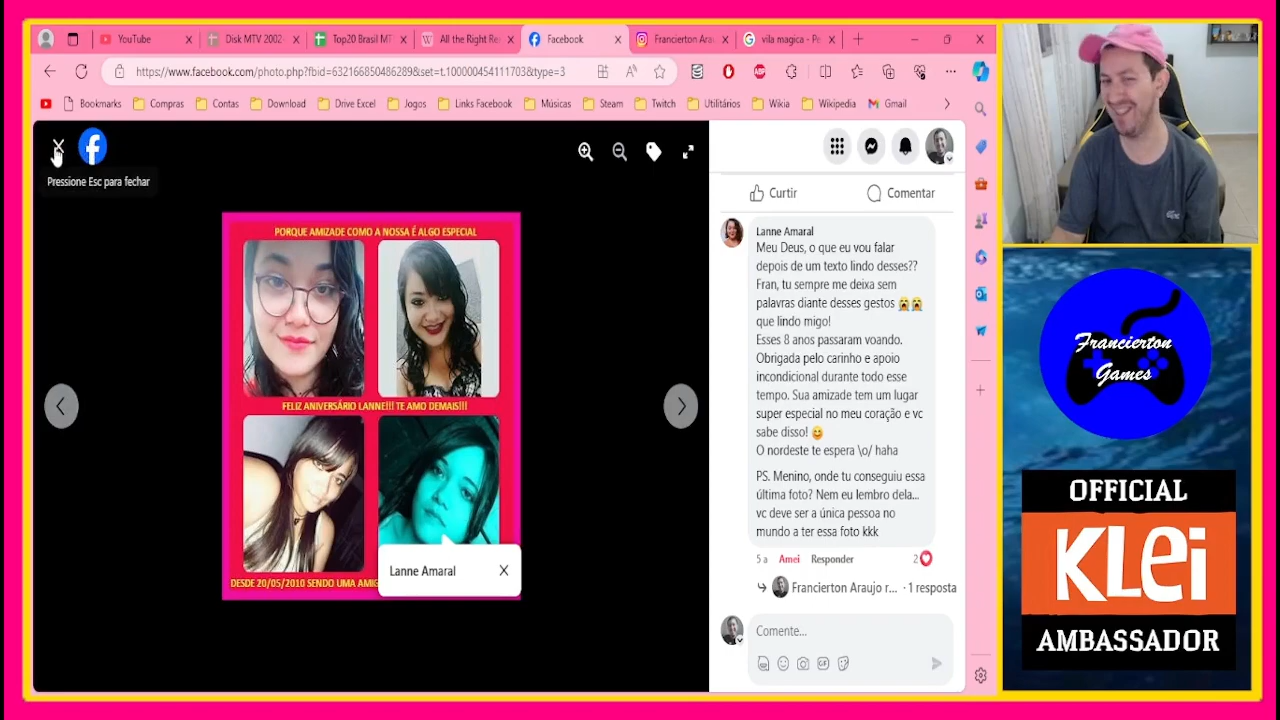 YouTube
Disk MTV 2002-
Top20 Brasil MT
All the Right Re
Facebook
Francierton Arau
vila magica - Pe
https://www.facebook.com/photo.php?fbid=632166850486289&set=t.100010454111703&type=3
Bookmarks
Compras
Contas
Download
Drive Excel
Jogos
Links Facebook
Músicas
Steam
Twitch
Utilitários
Wikia
Wikipedia
Gmail
Pressione Esc para fechar
PORQUE AMIZADE COMO A NOSSA É ALGO ESPECIAL
FELIZ ANIVERSÁRIO LANNE!!! TE AMO DEMAIS!!!
DESDE 20/05/2010 SENDO UMA AMIG
Lanne Amaral
Curtir
Comentar
Lanne Amaral
Meu Deus, o que eu vou falar
depois de um texto lindo desses??
Fran, tu sempre me deixa sem
palavras diante desses gestos 😭😭
que lindo migo!
Esses 8 anos passaram voando.
Obrigada pelo carinho e apoio
incondicional durante todo esse
tempo. Sua amizade tem um lugar
super especial no meu coração e vc
sabe disso! 😊
O nordeste te espera \o/ haha
PS. Menino, onde tu conseguiu essa
última foto? Nem eu lembro dela...
vc deve ser a única pessoa no
mundo a ter essa foto kkk
5 a Amei Responder 2
Francierton Araujo r... · 1 resposta
Comente...
GIF
Francierton
Games
OFFICIAL
KLei
AMBASSADOR